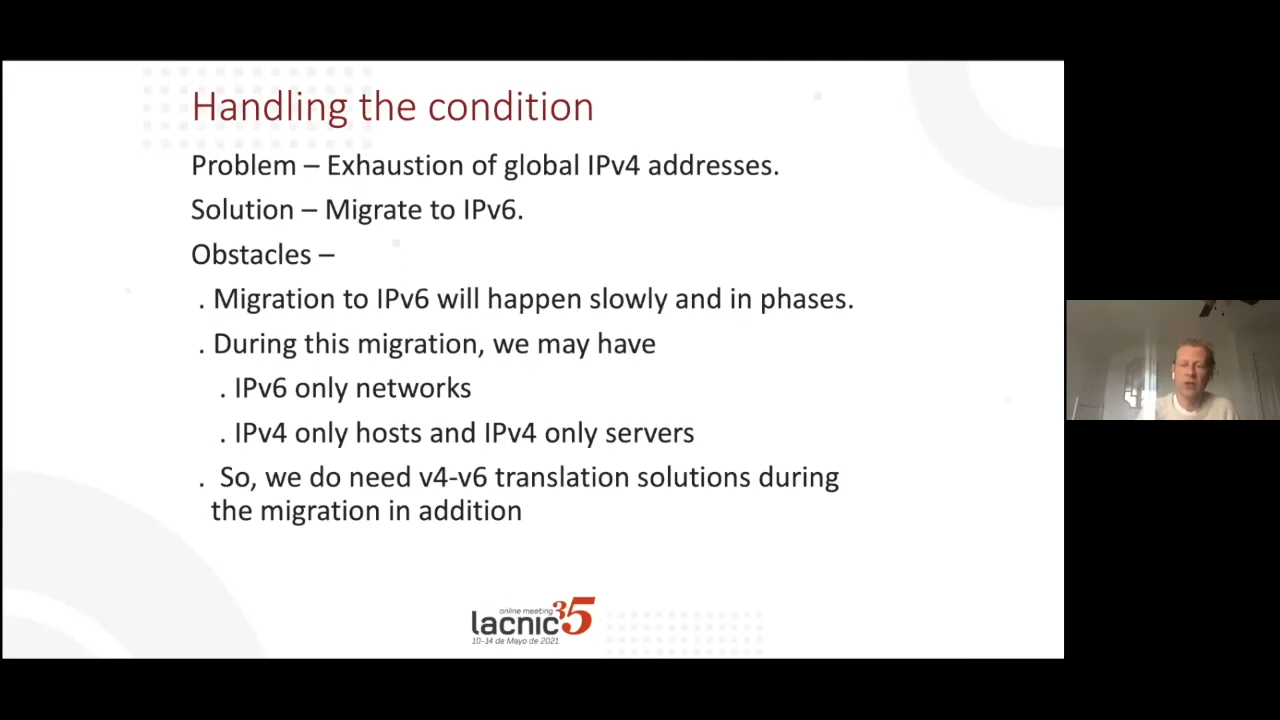 Handling the condition
Problem – Exhaustion of global IPv4 addresses.
Solution – Migrate to IPv6.
Obstacles –
. Migration to IPv6 will happen slowly and in phases.
. During this migration, we may have
. IPv6 only networks
. IPv4 only hosts and IPv4 only servers
. So, we do need v4-v6 translation solutions during
the migration in addition
online meeting
lacnic 35
10-14 de Mayo de 2021